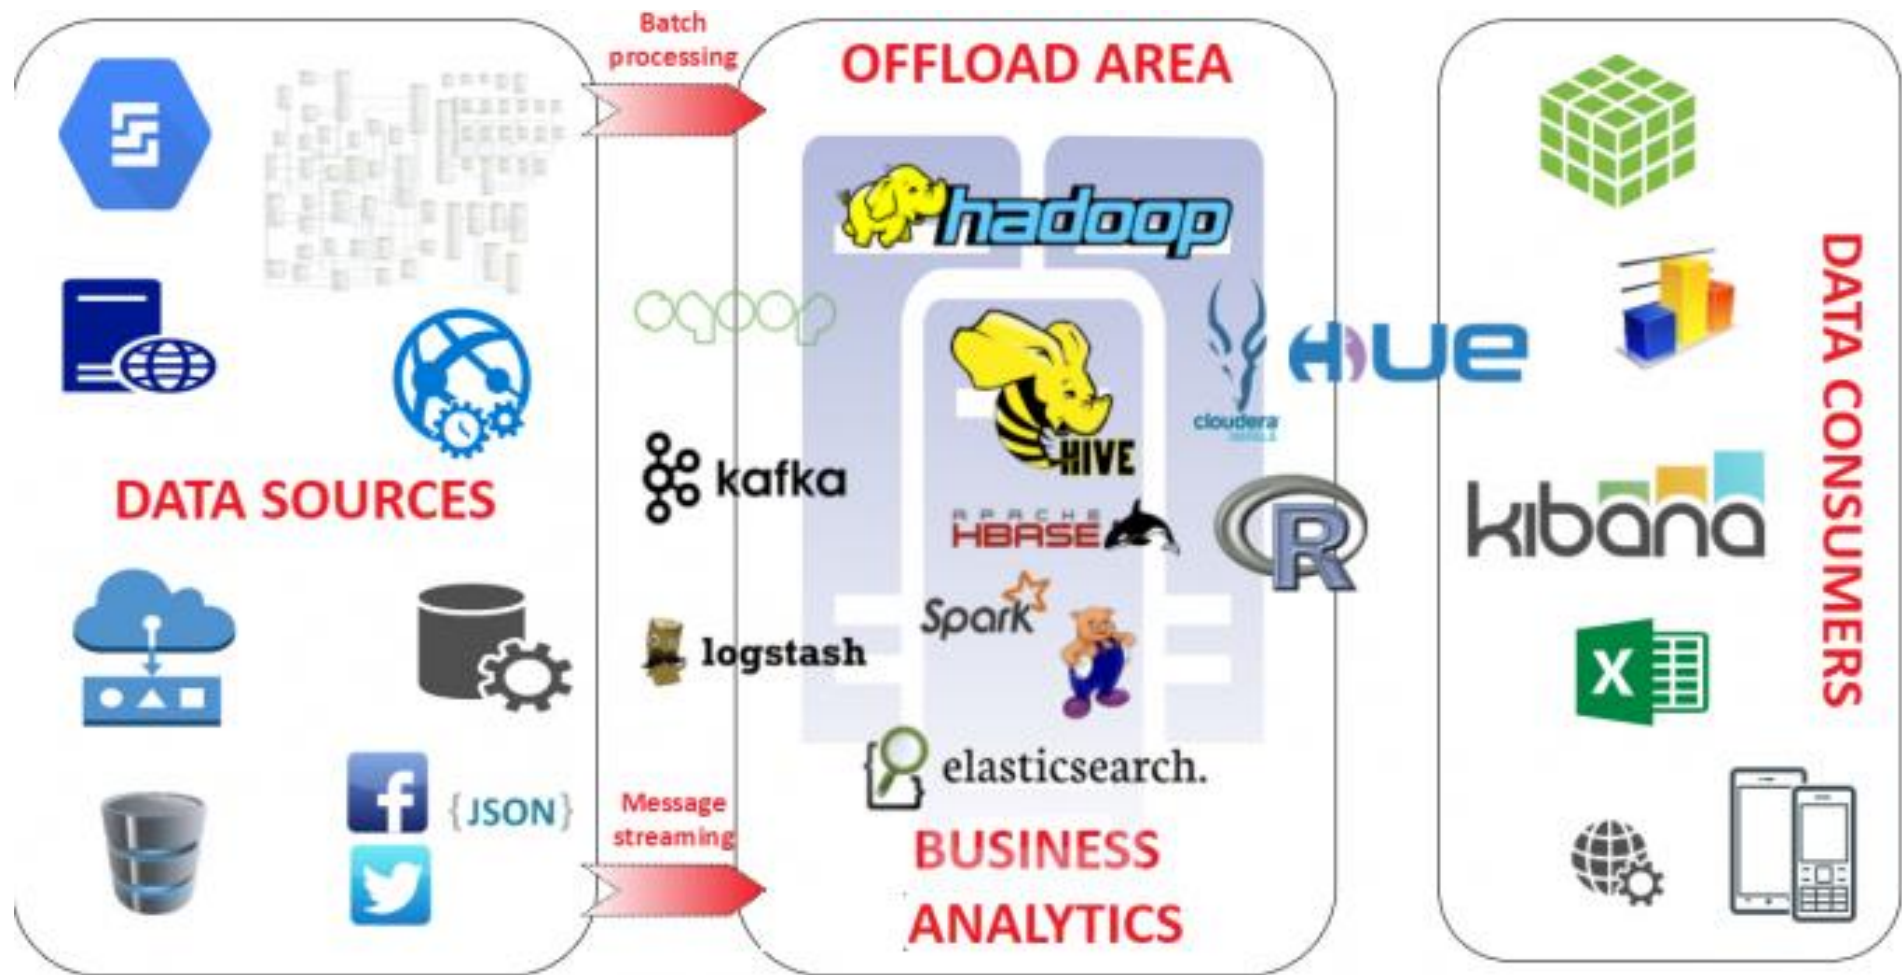 Batch
processing
OFFLOAD AREA
hadoop
sqoop
HIVE
cloudera
HUE
kafka
APACHE
HBASE
R
Spark
logstash
elasticsearch.
BUSINESS
ANALYTICS
DATA SOURCES
f
{JSON}
Message
streaming
DATA CONSUMERS
kibana
X